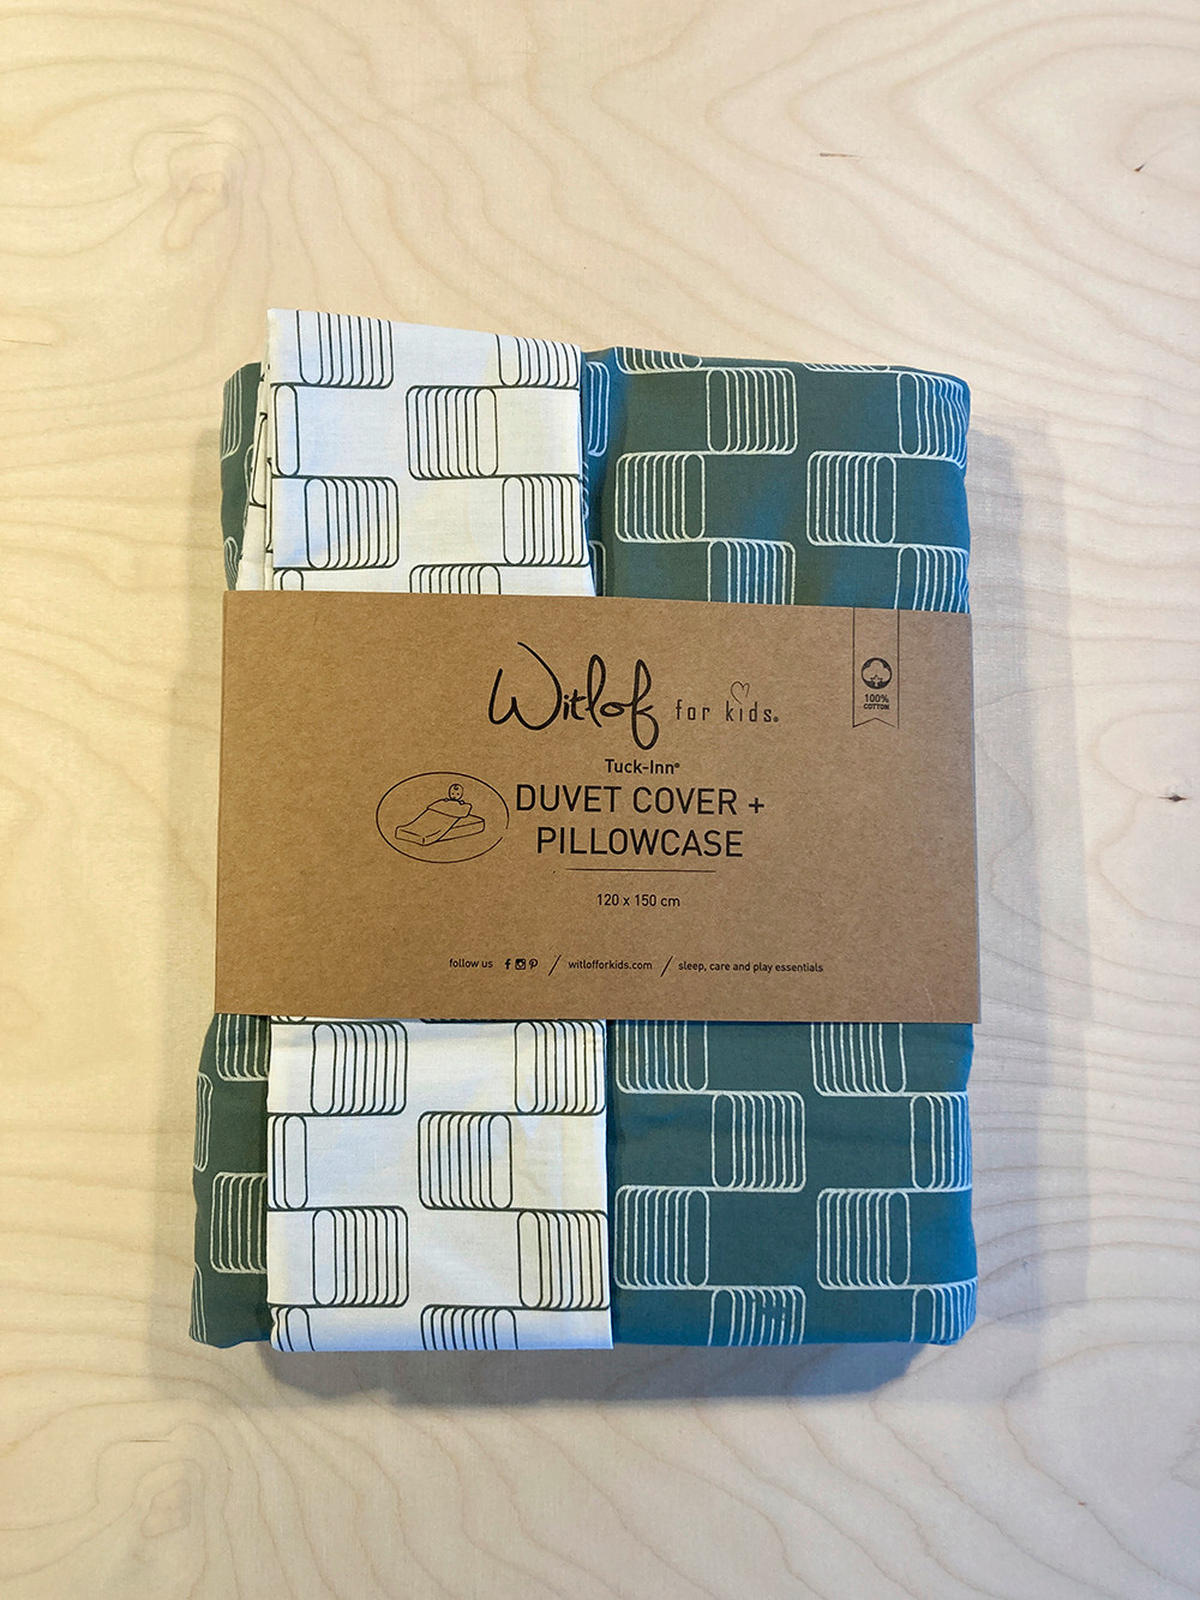 Witlof for kids®
100%
COTTON
Tuck-Inn®
DUVET COVER +
PILLOWCASE
120 x 150 cm
follow us / witlofforkids.com / sleep, care and play essentials